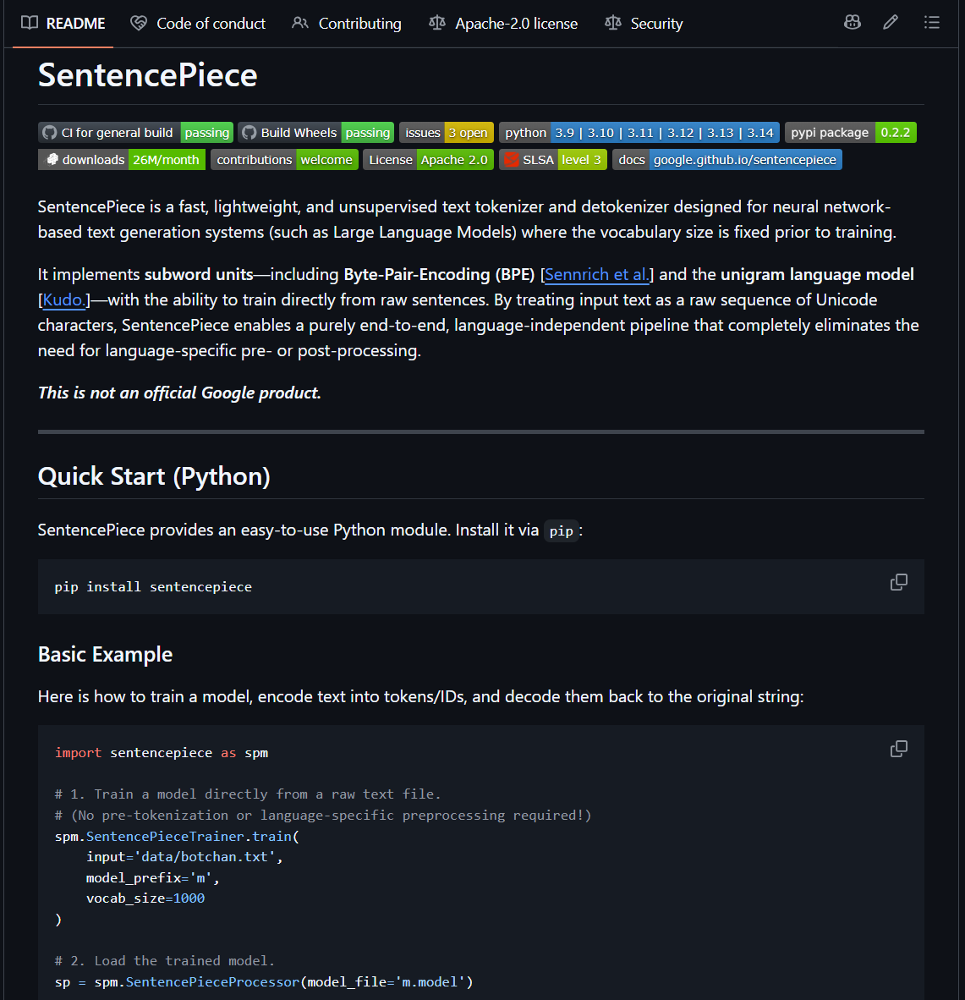 README Code of conduct Contributing Apache-2.0 license Security
SentencePiece
CI for general build passing Build Wheels passing issues 3 open python 3.9 | 3.10 | 3.11 | 3.12 | 3.13 | 3.14 pypi package 0.2.2
downloads 26M/month contributions welcome License Apache 2.0 SLSA level 3 docs google.github.io/sentencepiece
SentencePiece is a fast, lightweight, and unsupervised text tokenizer and detokenizer designed for neural network-
based text generation systems (such as Large Language Models) where the vocabulary size is fixed prior to training.
It implements subword units—including Byte-Pair-Encoding (BPE) [Sennrich et al.] and the unigram language model
[Kudo.]—with the ability to train directly from raw sentences. By treating input text as a raw sequence of Unicode
characters, SentencePiece enables a purely end-to-end, language-independent pipeline that completely eliminates the
need for language-specific pre- or post-processing.
This is not an official Google product.
Quick Start (Python)
SentencePiece provides an easy-to-use Python module. Install it via pip:
pip install sentencepiece
Basic Example
Here is how to train a model, encode text into tokens/IDs, and decode them back to the original string:
import sentencepiece as spm
# 1. Train a model directly from a raw text file.
# (No pre-tokenization or language-specific preprocessing required!)
spm.SentencePieceTrainer.train(
    input='data/botchan.txt',
    model_prefix='m',
    vocab_size=1000
)
# 2. Load the trained model.
sp = spm.SentencePieceProcessor(model_file='m.model')